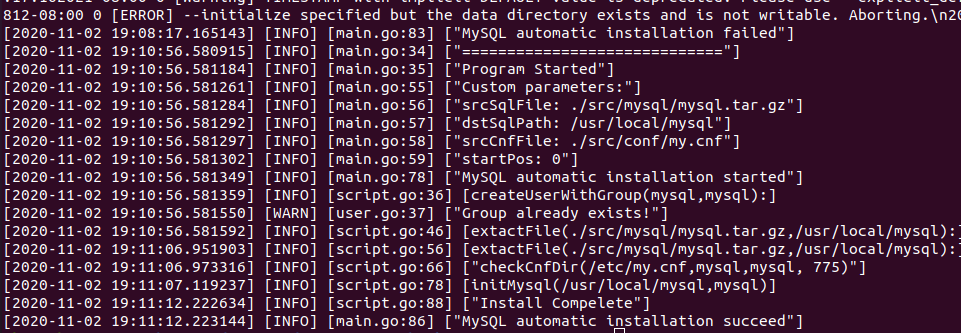 812-08:00 0 [ERROR] --initialize specified but the data directory exists and is not writable. Aborting.\n20
[2020-11-02 19:08:17.165143] [INFO] [main.go:83] ["MySQL automatic installation failed"]
[2020-11-02 19:10:56.580915] [INFO] [main.go:34] ["============================="]
[2020-11-02 19:10:56.581184] [INFO] [main.go:35] ["Program Started"]
[2020-11-02 19:10:56.581261] [INFO] [main.go:55] ["Custom parameters:"]
[2020-11-02 19:10:56.581284] [INFO] [main.go:56] ["srcSqlFile: ./src/mysql/mysql.tar.gz"]
[2020-11-02 19:10:56.581292] [INFO] [main.go:57] ["dstSqlPath: /usr/local/mysql"]
[2020-11-02 19:10:56.581297] [INFO] [main.go:58] ["srcCnfFile: ./src/conf/my.cnf"]
[2020-11-02 19:10:56.581302] [INFO] [main.go:59] ["startPos: 0"]
[2020-11-02 19:10:56.581349] [INFO] [main.go:78] ["MySQL automatic installation started"]
[2020-11-02 19:10:56.581359] [INFO] [script.go:36] [createUserWithGroup(mysql,mysql):]
[2020-11-02 19:10:56.581550] [WARN] [user.go:37] ["Group already exists!"]
[2020-11-02 19:10:56.581592] [INFO] [script.go:46] [extactFile(./src/mysql/mysql.tar.gz,/usr/local/mysql):]
[2020-11-02 19:11:06.951903] [INFO] [script.go:56] [extactFile(./src/mysql/mysql.tar.gz,/usr/local/mysql):]
[2020-11-02 19:11:06.973316] [INFO] [script.go:66] ["checkCnfDir(/etc/my.cnf,mysql,mysql, 775)"]
[2020-11-02 19:11:07.119237] [INFO] [script.go:78] [initMysql(/usr/local/mysql,mysql)]
[2020-11-02 19:11:12.222634] [INFO] [script.go:88] ["Install Compelete"]
[2020-11-02 19:11:12.223144] [INFO] [main.go:86] ["MySQL automatic installation succeed"]